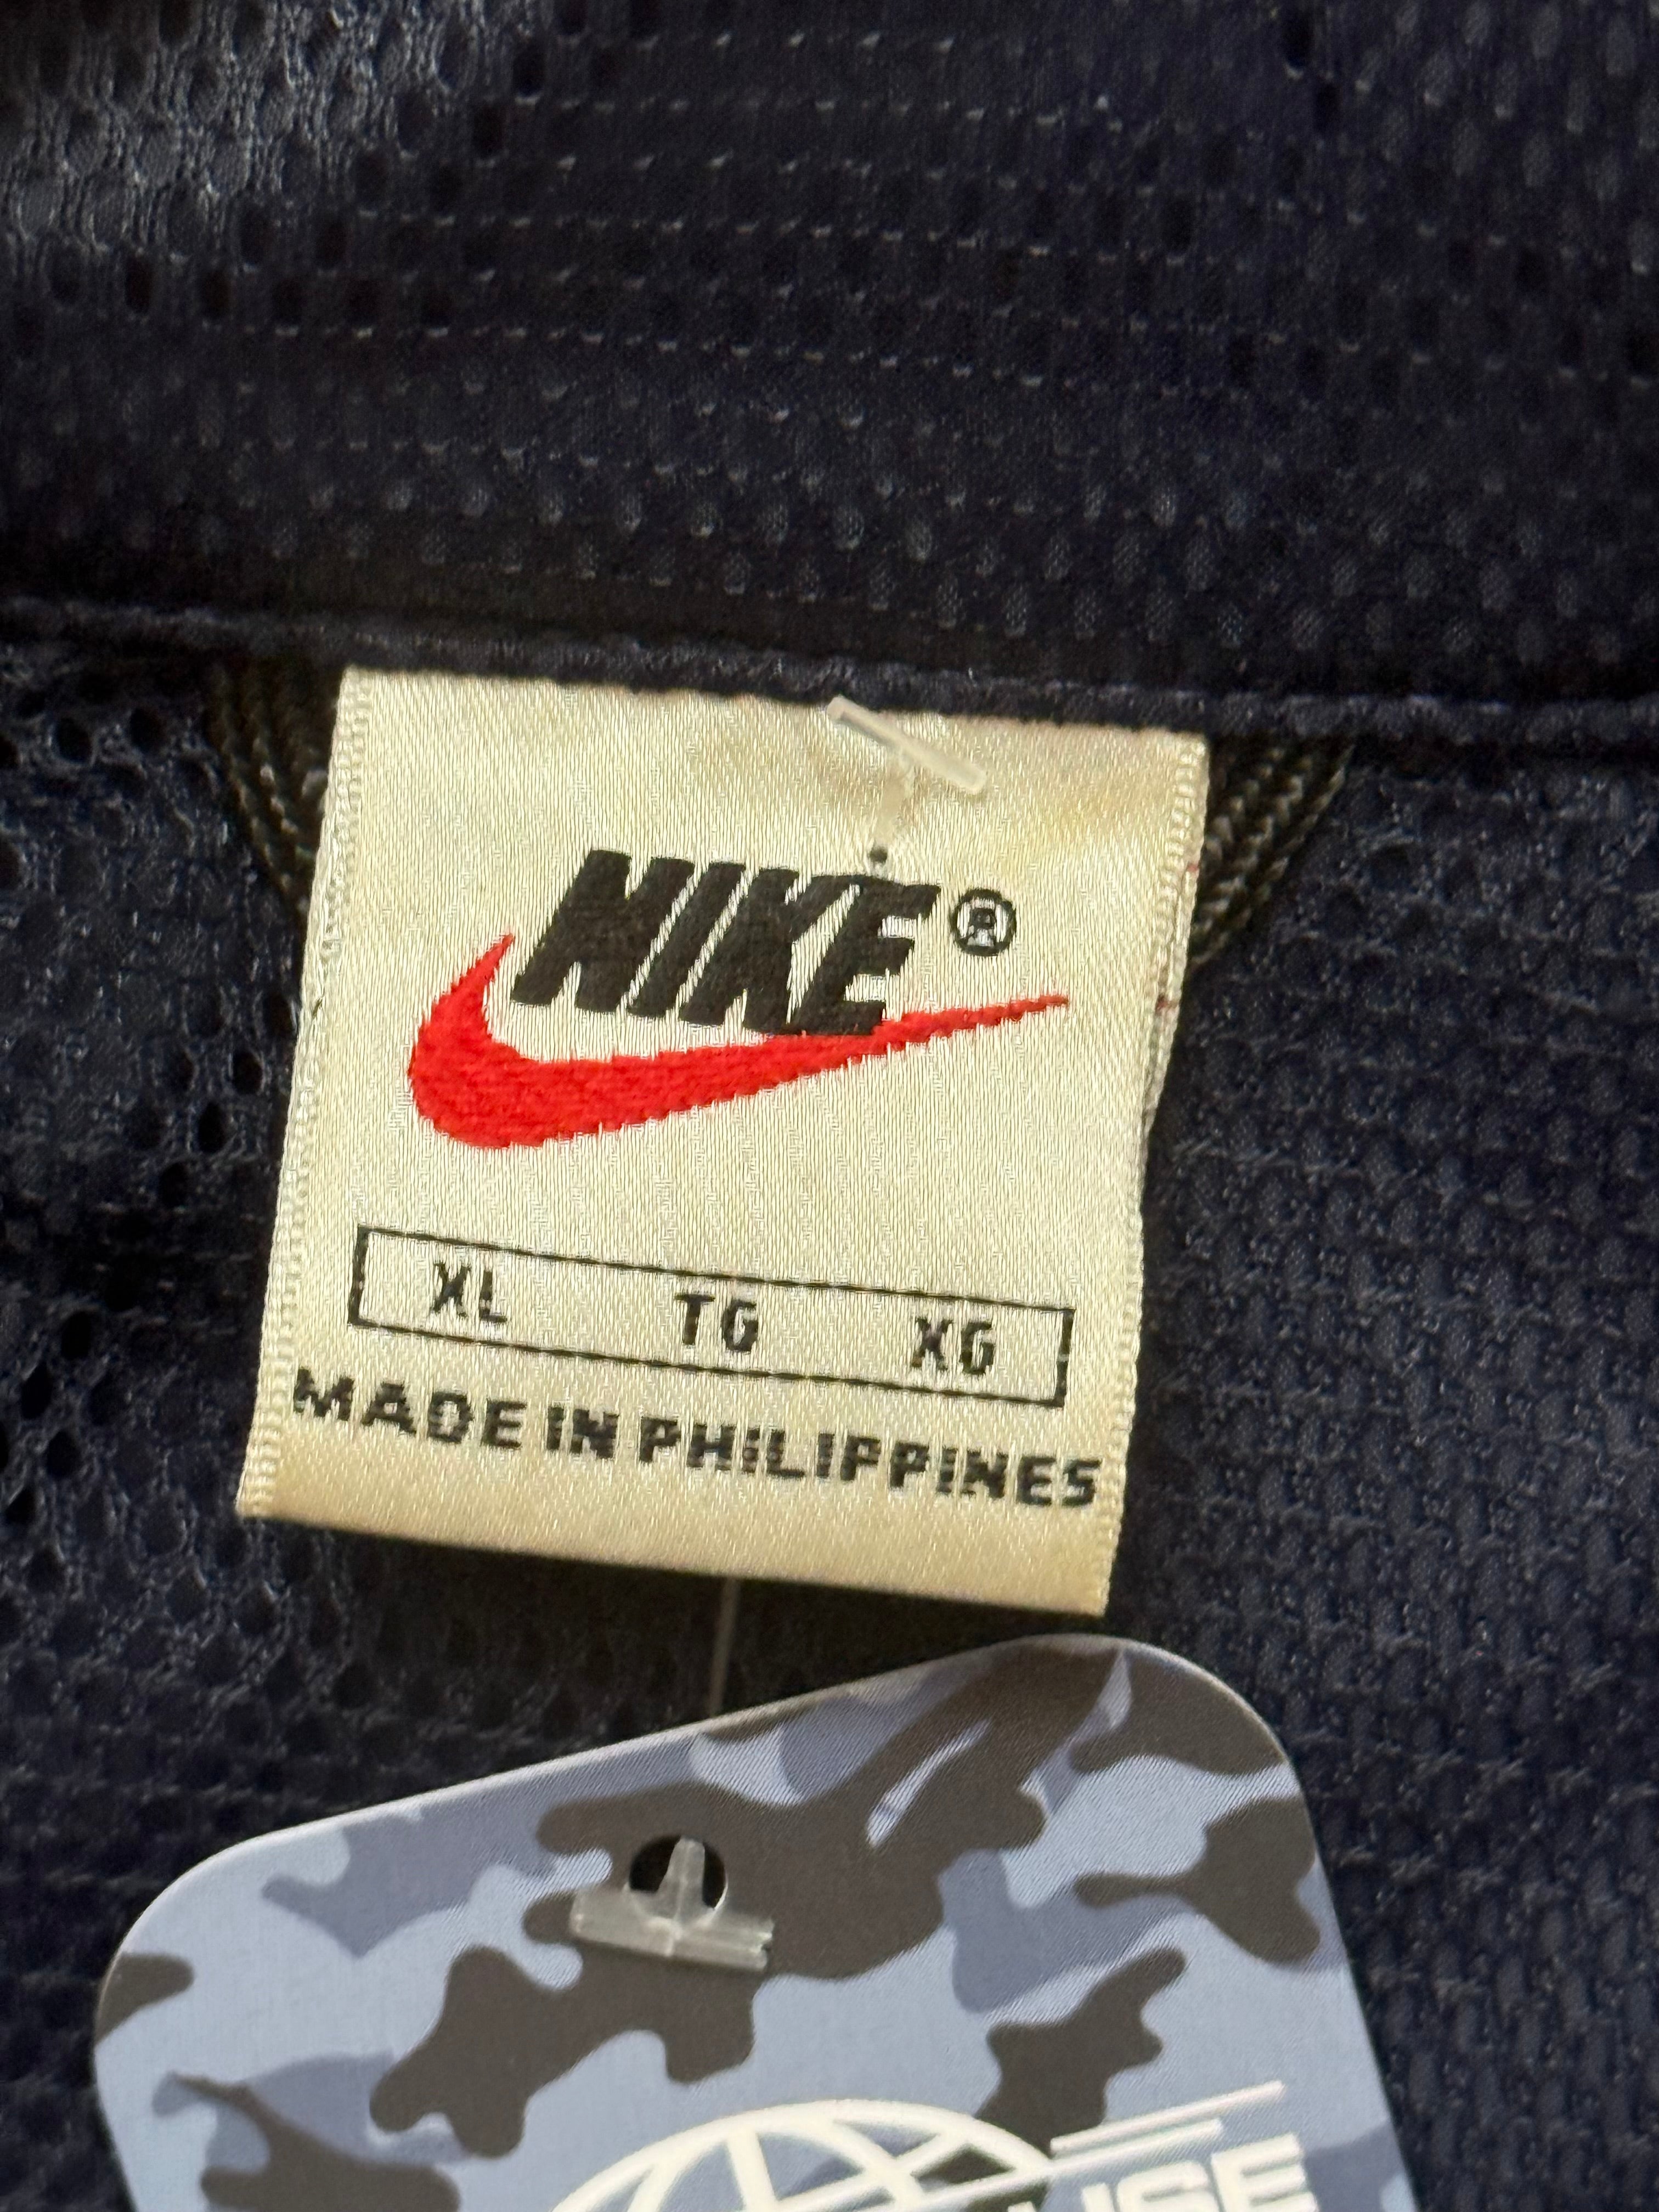 NIKE®
XL TG XG
MADE IN PHILIPPINES